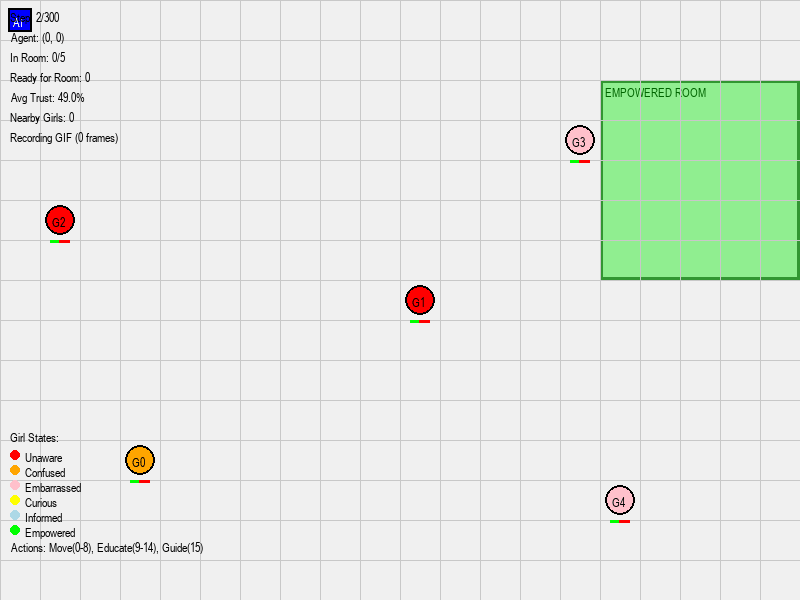 AI 2/300
Agent: (0, 0)
In Room: 0/5
Ready for Room: 0
Avg Trust: 49.0%
Nearby Girls: 0
Recording GIF (0 frames)
EMPOWERED ROOM
G3
G2
G1
G0
G4
Girl States:
Unaware
Confused
Embarrassed
Curious
Informed
Empowered
Actions: Move(0-8), Educate(9-14), Guide(15)